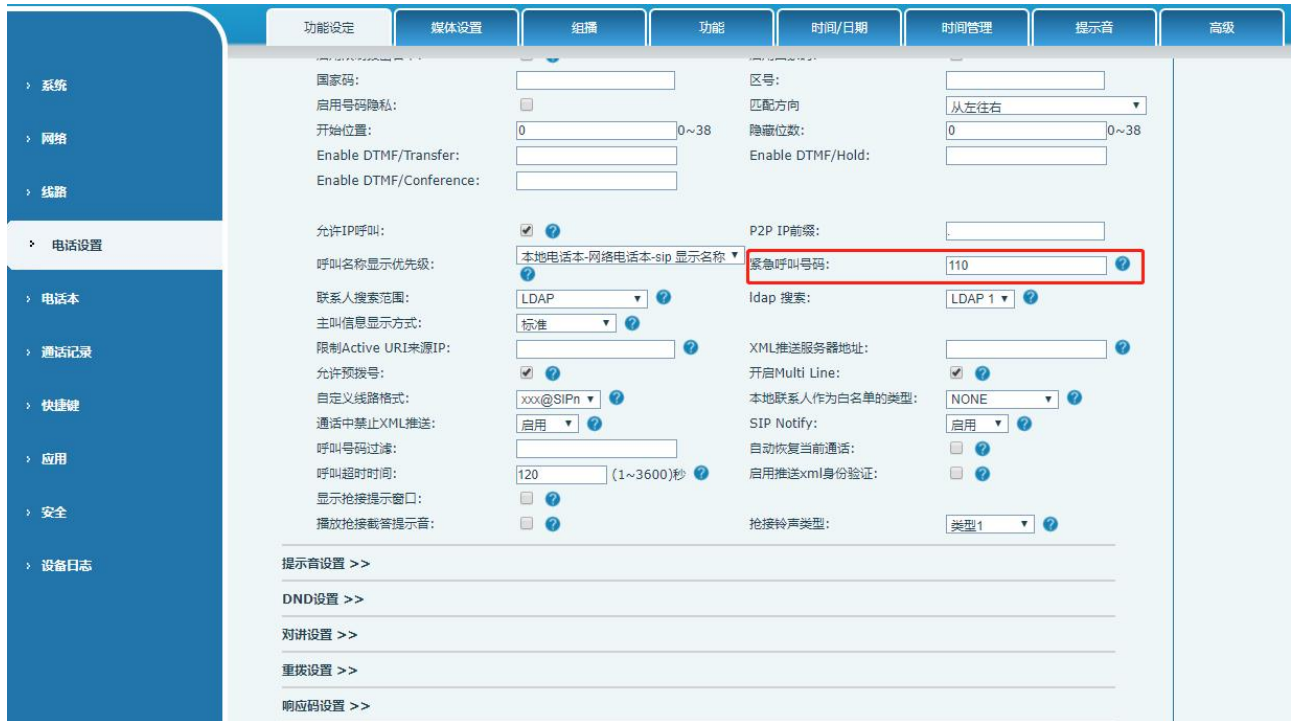 功能设定 媒体设置 组播 功能 时间/日期 时间管理 提示音 高级
系统
网络
线路
电话设置
电话本
通话记录
快捷键
应用
安全
设备日志
国家码: 区号:
启用号码隐私: 匹配方向 从左往右
开始位置: 0 0~38 隐藏位数: 0 0~38
Enable DTMF/Transfer: Enable DTMF/Hold:
Enable DTMF/Conference:
允许IP呼叫: P2P IP前缀: .
呼叫名称显示优先级: 本地电话本-网络电话本-sip 显示名称 紧急呼叫号码: 110
联系人搜索范围: LDAP ldap 搜索: LDAP 1
主叫信息显示方式: 标准
限制Active URI来源IP: XML推送服务器地址:
允许预拨号: 开启Multi Line:
自定义线路格式: xxx@SIPn 本地联系人作为白名单的类型: NONE
通话中禁止XML推送: 启用 SIP Notify: 启用
呼叫号码过滤: 自动恢复当前通话:
呼叫超时时间: 120 (1~3600)秒 启用推送xml身份验证:
显示抢接提示窗口:
播放抢接截答提示音: 抢接铃声类型: 类型1
提示音设置 >>
DND设置 >>
对讲设置 >>
重拨设置 >>
响应码设置 >>